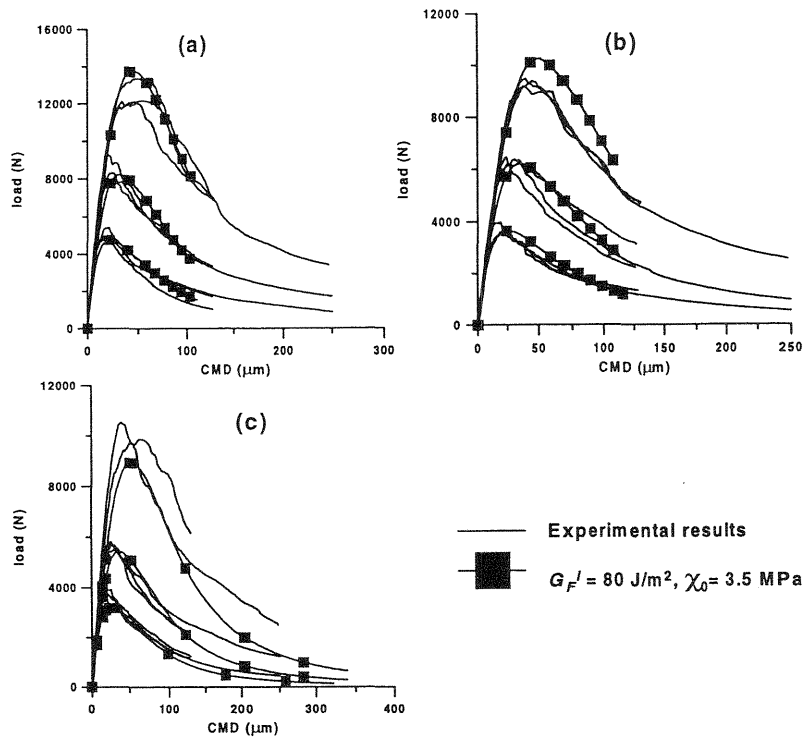 (a)
16000
12000
8000
4000
0
load (N)
0
100
200
300
CMD (μm)
(b)
12000
8000
4000
0
load (N)
0
50
100
150
200
250
CMD (μm)
(c)
12000
8000
4000
0
load (N)
0
100
200
300
400
CMD (μm)
Experimental results
G_F^I = 80 J/m², χ₀= 3.5 MPa